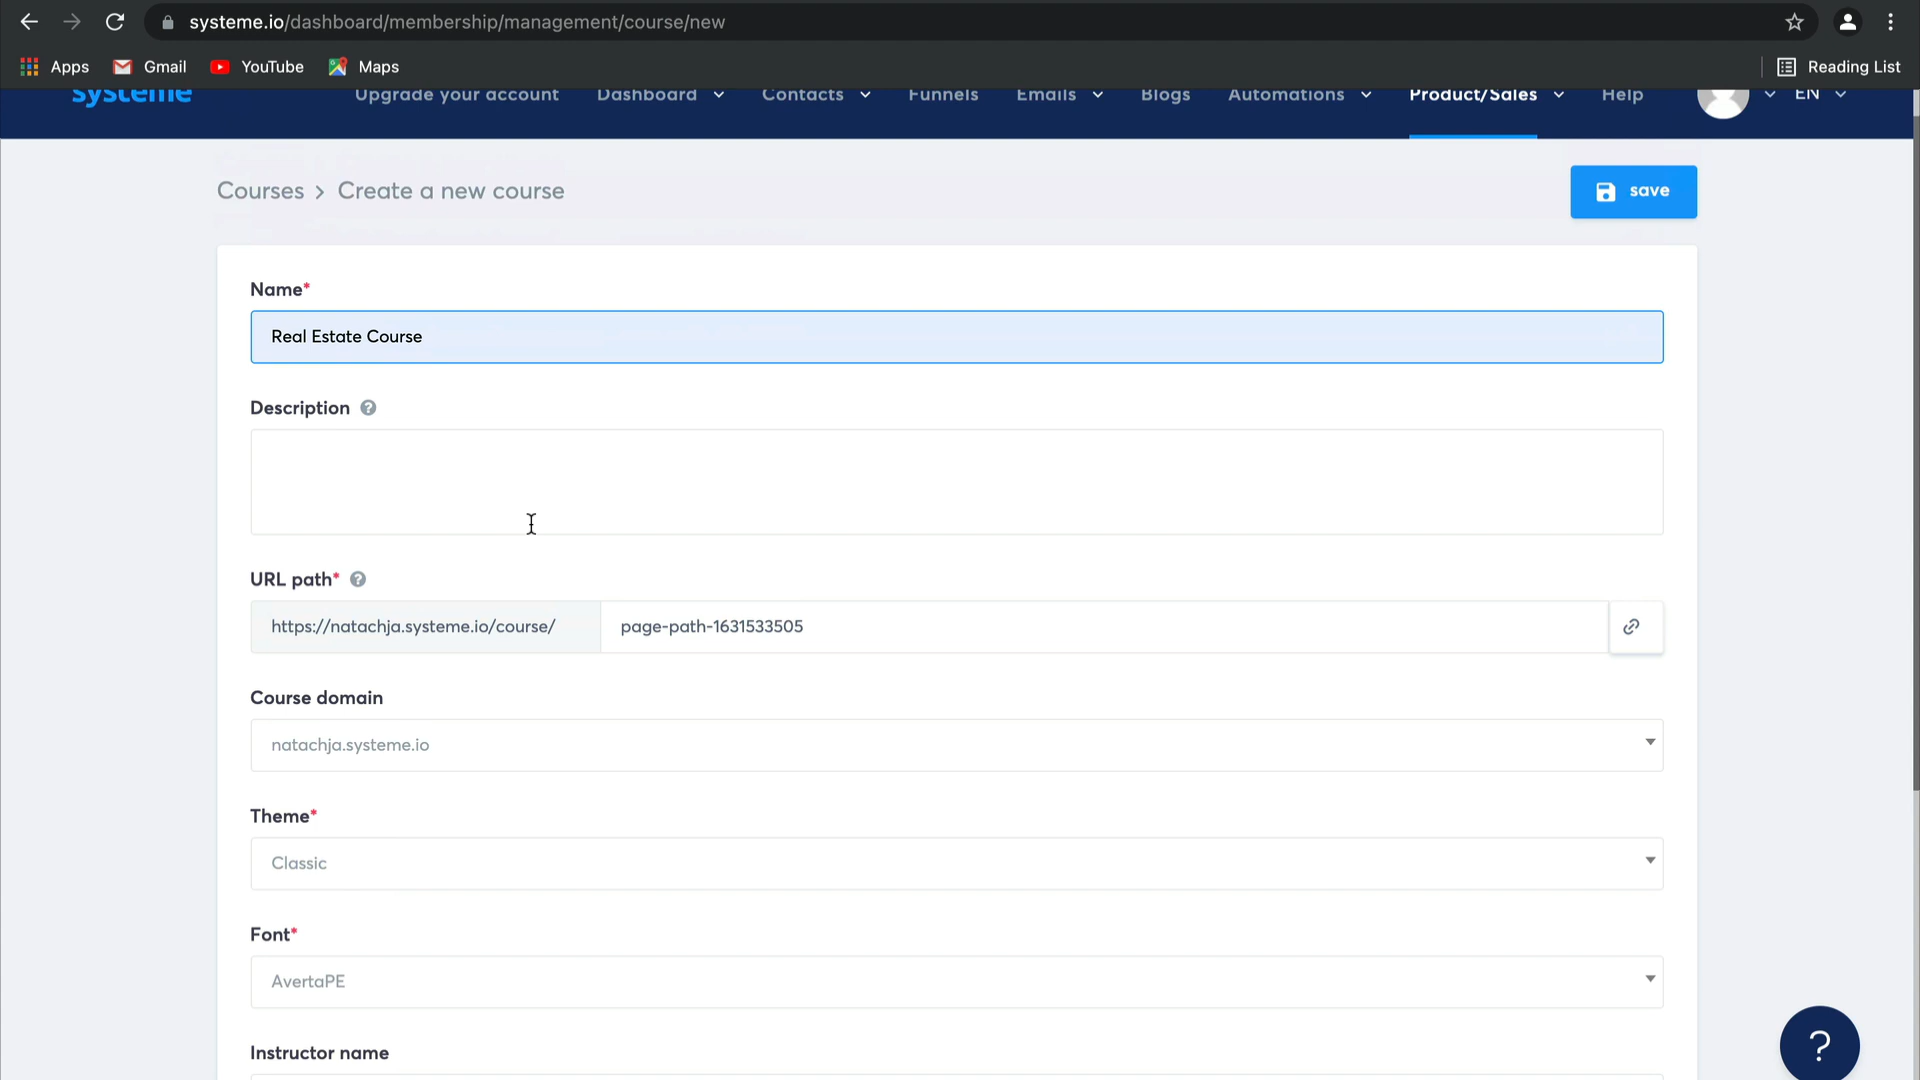 systeme.io/dashboard/membership/management/course/new
Apps Gmail YouTube Maps Reading List
systeme Upgrade your account Dashboard Contacts Funnels Emails Blogs Automations Product/Sales Help EN
Courses > Create a new course save
Name*
Real Estate Course
Description ?
URL path* ?
https://natachja.systeme.io/course/ page-path-1631533505
Course domain
natachja.systeme.io
Theme*
Classic
Font*
AvertaPE
Instructor name
?